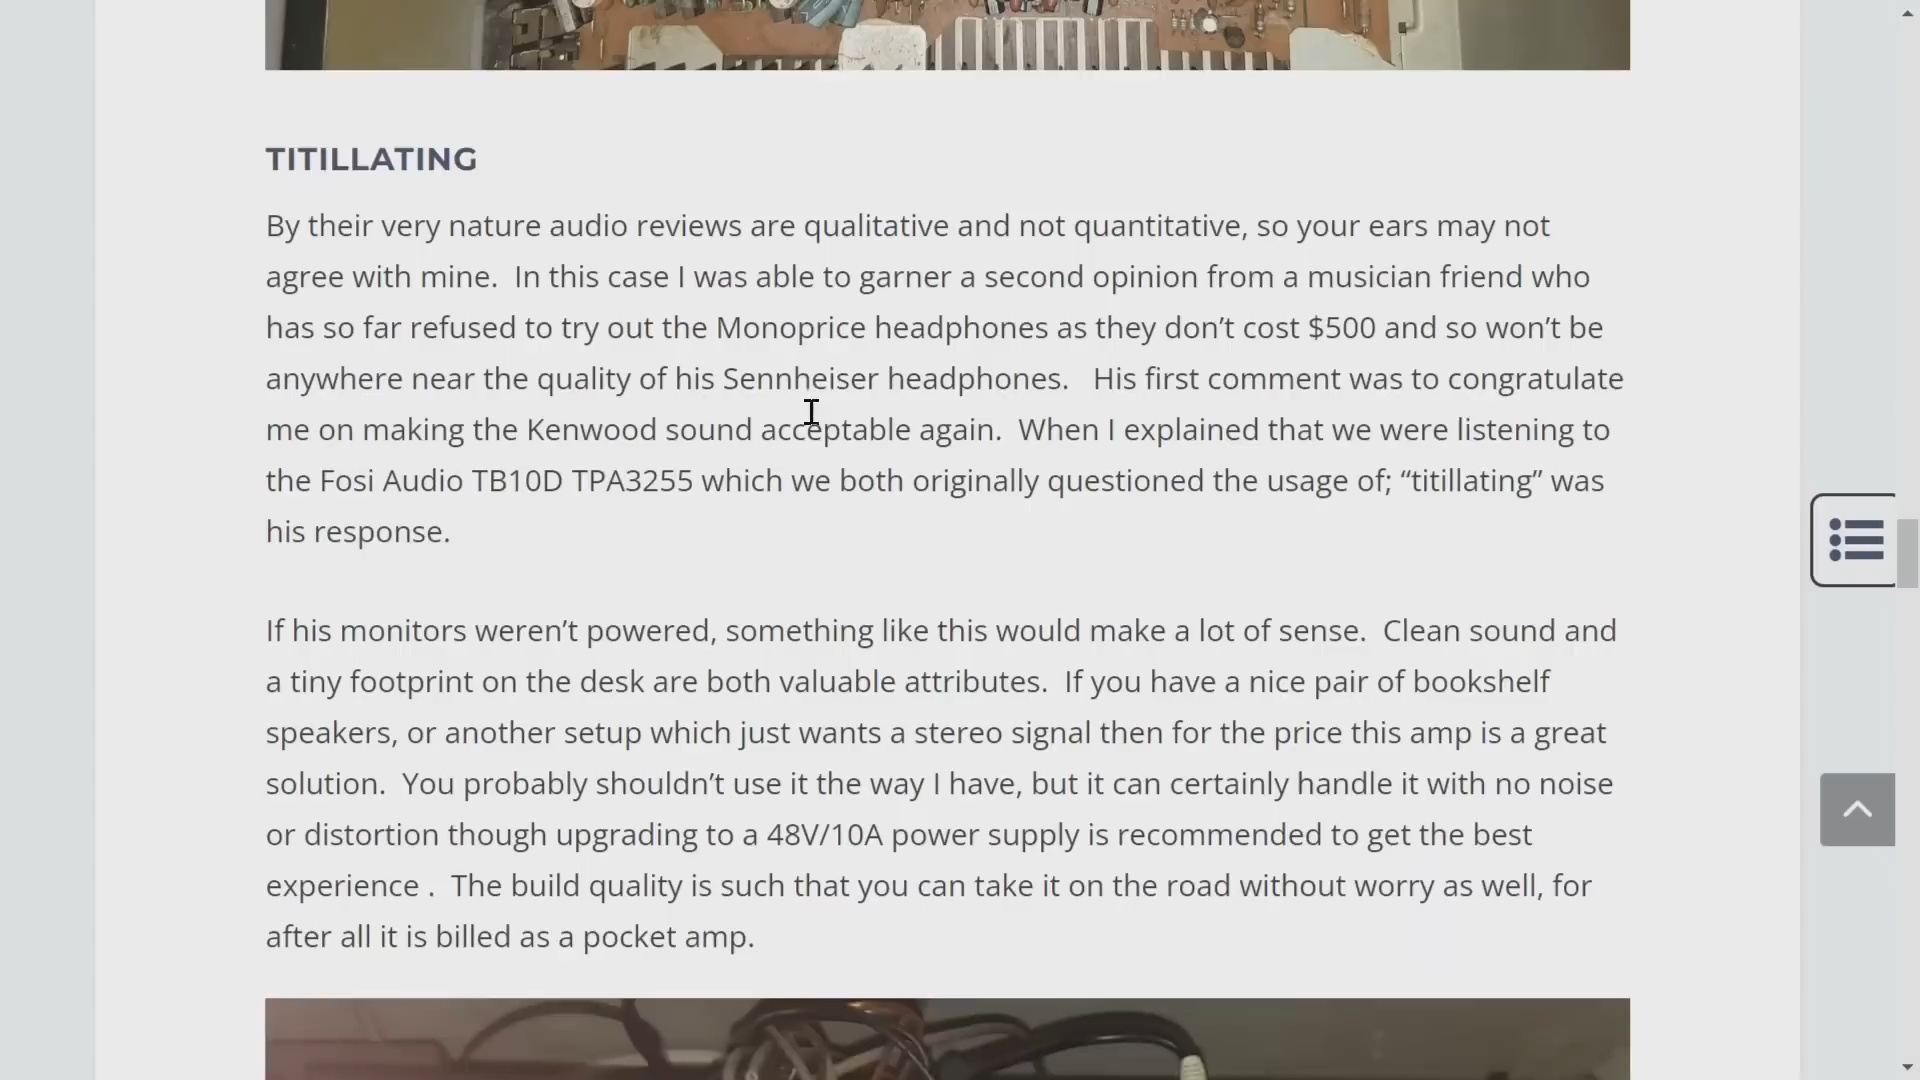 TITILLATING
By their very nature audio reviews are qualitative and not quantitative, so your ears may not
agree with mine.  In this case I was able to garner a second opinion from a musician friend who
has so far refused to try out the Monoprice headphones as they don’t cost $500 and so won’t be
anywhere near the quality of his Sennheiser headphones.   His first comment was to congratulate
me on making the Kenwood sound acceptable again.  When I explained that we were listening to
the Fosi Audio TB10D TPA3255 which we both originally questioned the usage of; “titillating” was
his response.
If his monitors weren’t powered, something like this would make a lot of sense.  Clean sound and
a tiny footprint on the desk are both valuable attributes.  If you have a nice pair of bookshelf
speakers, or another setup which just wants a stereo signal then for the price this amp is a great
solution.  You probably shouldn’t use it the way I have, but it can certainly handle it with no noise
or distortion though upgrading to a 48V/10A power supply is recommended to get the best
experience .  The build quality is such that you can take it on the road without worry as well, for
after all it is billed as a pocket amp.